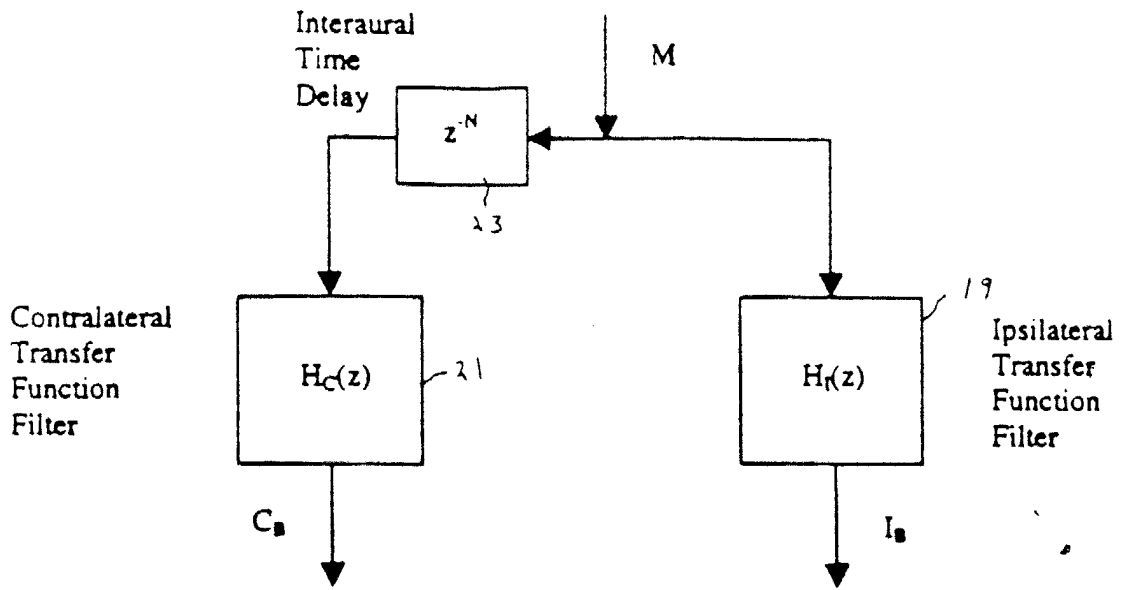 Interaural
Time
Delay
M
z^-N
23
Contralateral
Transfer
Function
Filter
H_C(z)
21
H_I(z)
19
Ipsilateral
Transfer
Function
Filter
C_B
I_B